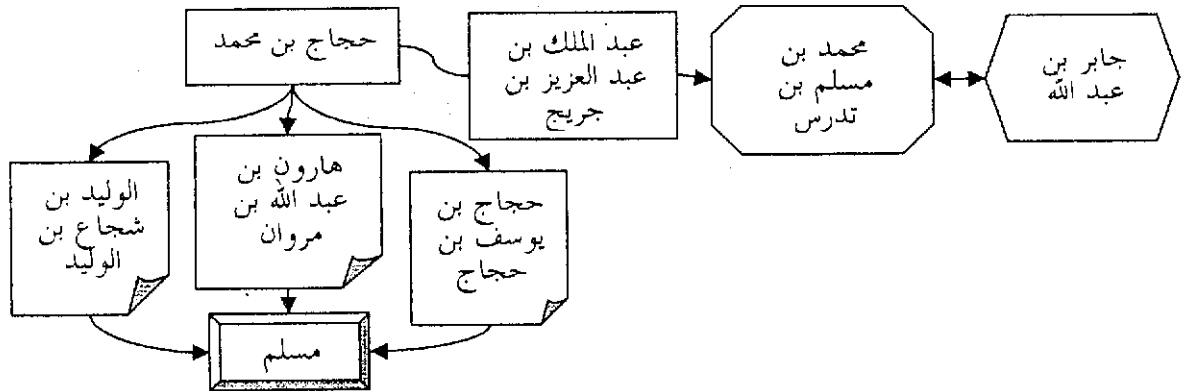 جابر بن
عبد الله
محمد بن
مسلم بن
تدرس
عبد الملك بن
عبد العزيز بن
جريج
حجاج بن محمد
حجاج بن
يوسف بن
حجاج
هارون بن
عبد الله بن
مروان
الوليد بن
شجاع بن
الوليد
مسلم